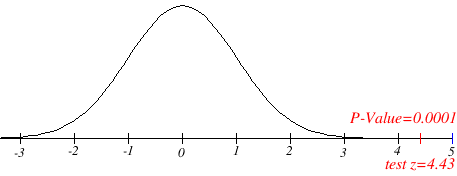 P-Value=0.0001
-3 -2 -1 0 1 2 3 4 5
test z=4.43